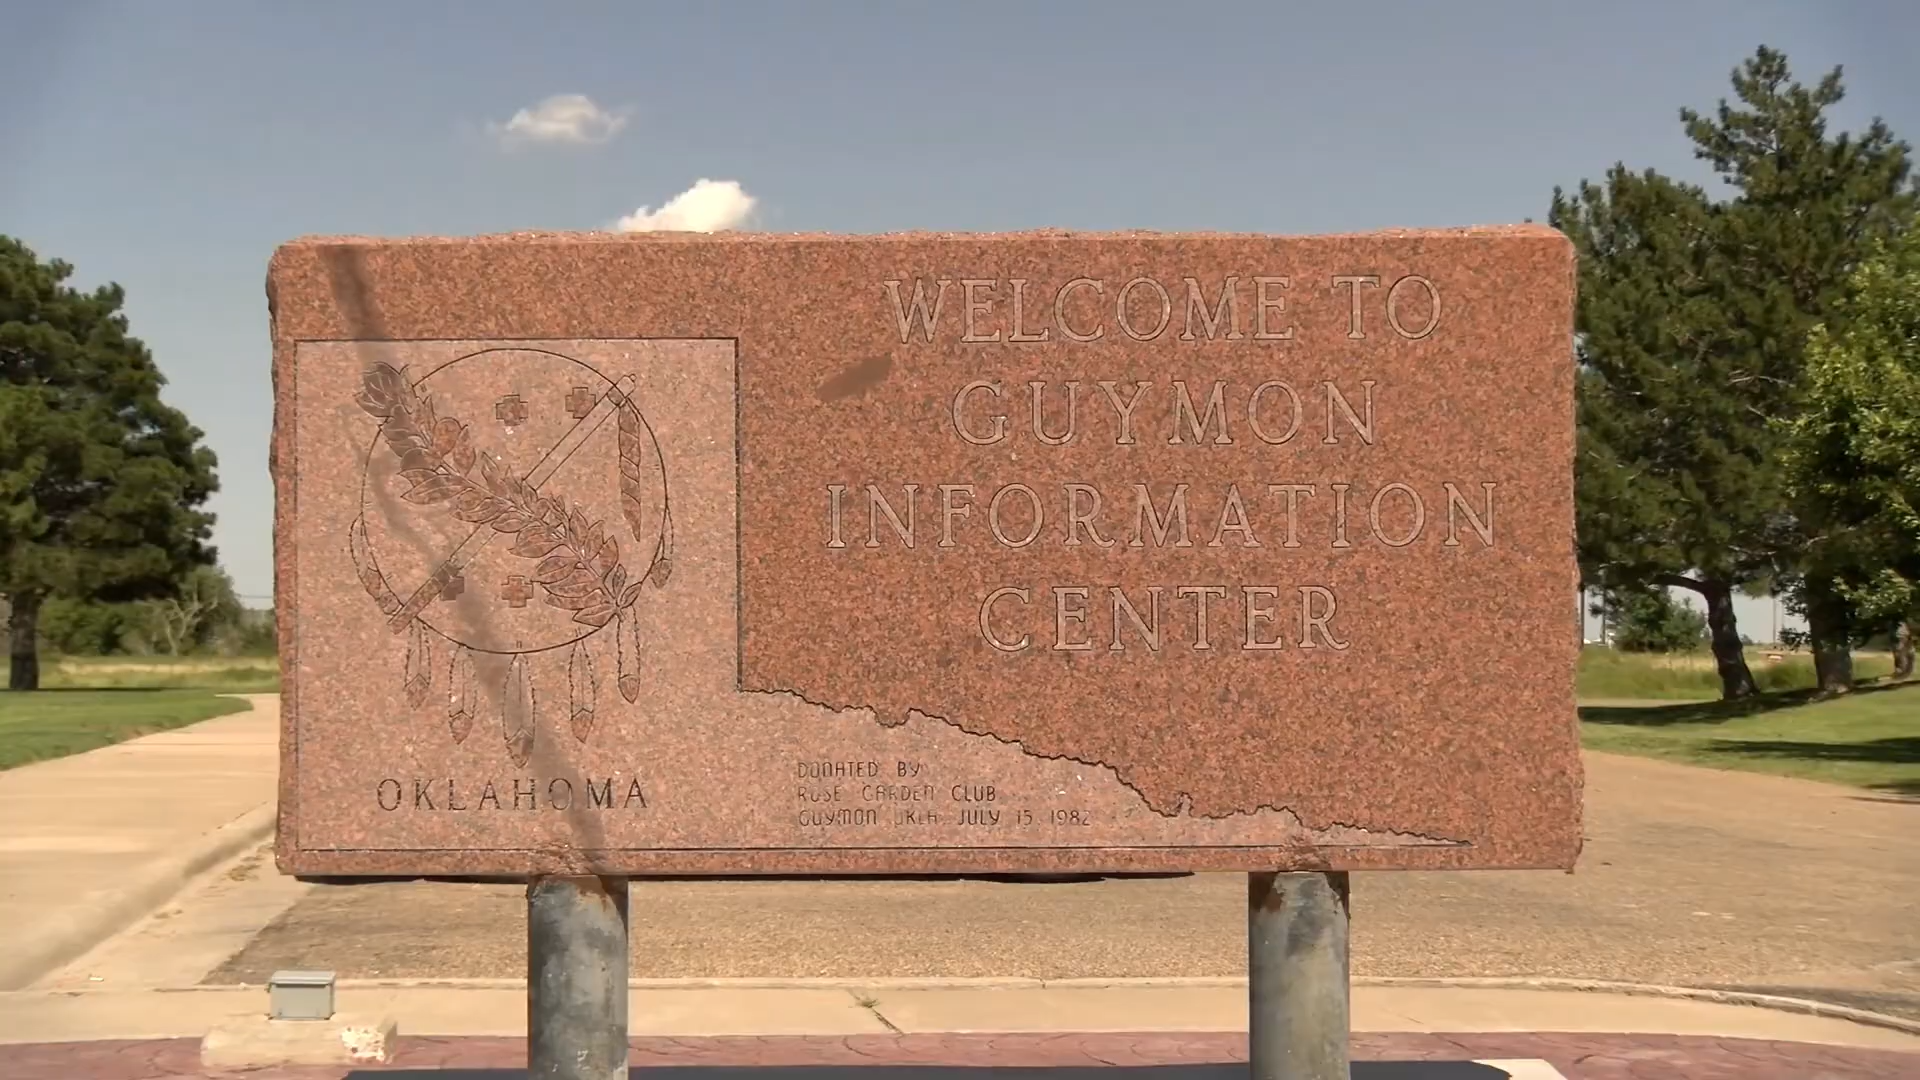 WELCOME TO
GUYMON
INFORMATION
CENTER
OKLAHOMA
DONATED BY
ROSE GARDEN CLUB
GUYMON OKLA. JULY 15, 1982